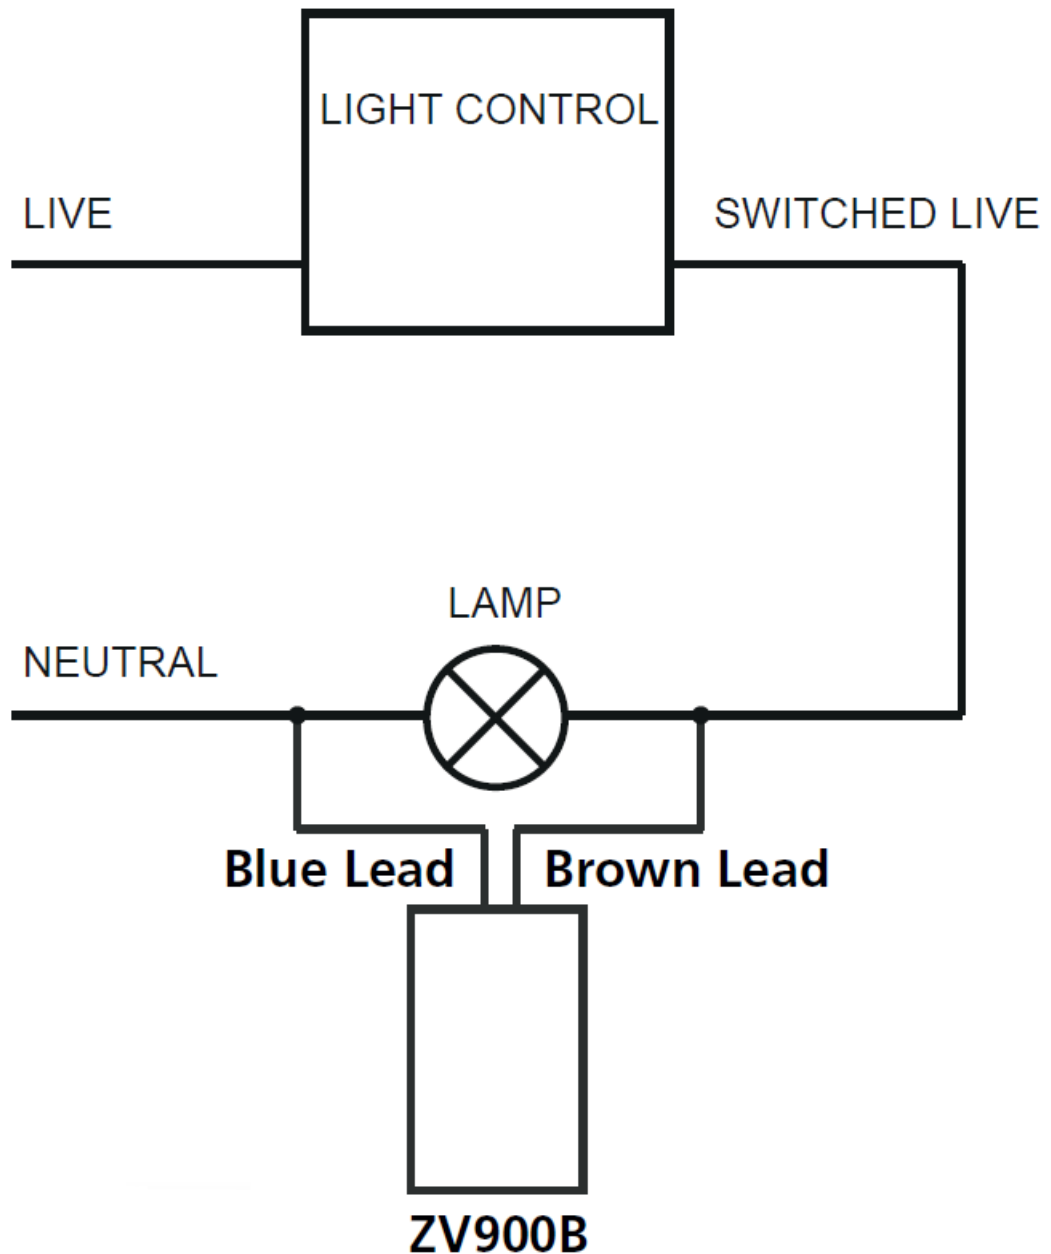 LIGHT CONTROL
LIVE
SWITCHED LIVE
LAMP
NEUTRAL
Blue Lead
Brown Lead
ZV900B